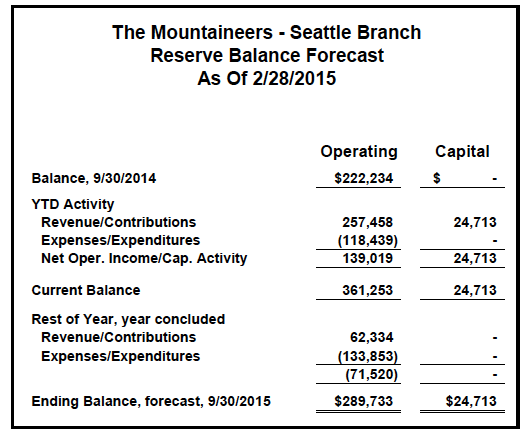 The Mountaineers - Seattle Branch
Reserve Balance Forecast
As Of 2/28/2015
Operating Capital
Balance, 9/30/2014 $222,234 $ -
YTD Activity
Revenue/Contributions 257,458 24,713
Expenses/Expenditures (118,439) -
Net Oper. Income/Cap. Activity 139,019 24,713
Current Balance 361,253 24,713
Rest of Year, year concluded
Revenue/Contributions 62,334 -
Expenses/Expenditures (133,853) -
(71,520) -
Ending Balance, forecast, 9/30/2015 $289,733 $24,713